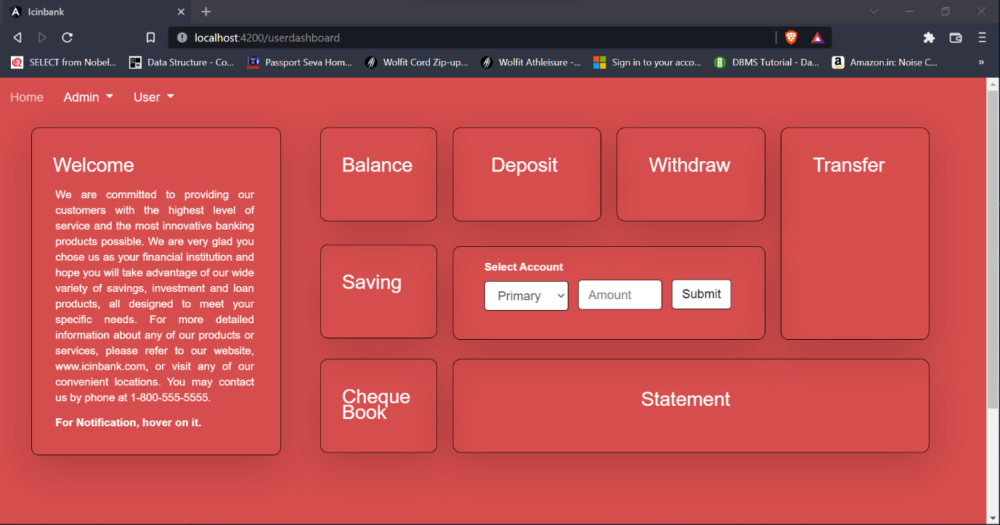 Icinbank
localhost:4200/userdashboard
SELECT from Nobel...
Data Structure - Co...
Passport Seva Hom...
Wolfit Cord Zip-up...
Wolfit Athleisure -...
Sign in to your acco...
DBMS Tutorial - Da...
Amazon.in: Noise C...
»
Home
Admin
User
Welcome
We are committed to providing our
customers with the highest level of
service and the most innovative banking
products possible. We are very glad you
chose us as your financial institution and
hope you will take advantage of our wide
variety of savings, investment and loan
products, all designed to meet your
specific needs. For more detailed
information about any of our products or
services, please refer to our website,
www.icinbank.com, or visit any of our
convenient locations. You may contact
us by phone at 1-800-555-5555.
For Notification, hover on it.
Balance
Deposit
Withdraw
Transfer
Saving
Select Account
Primary
Amount
Submit
Cheque
Book
Statement